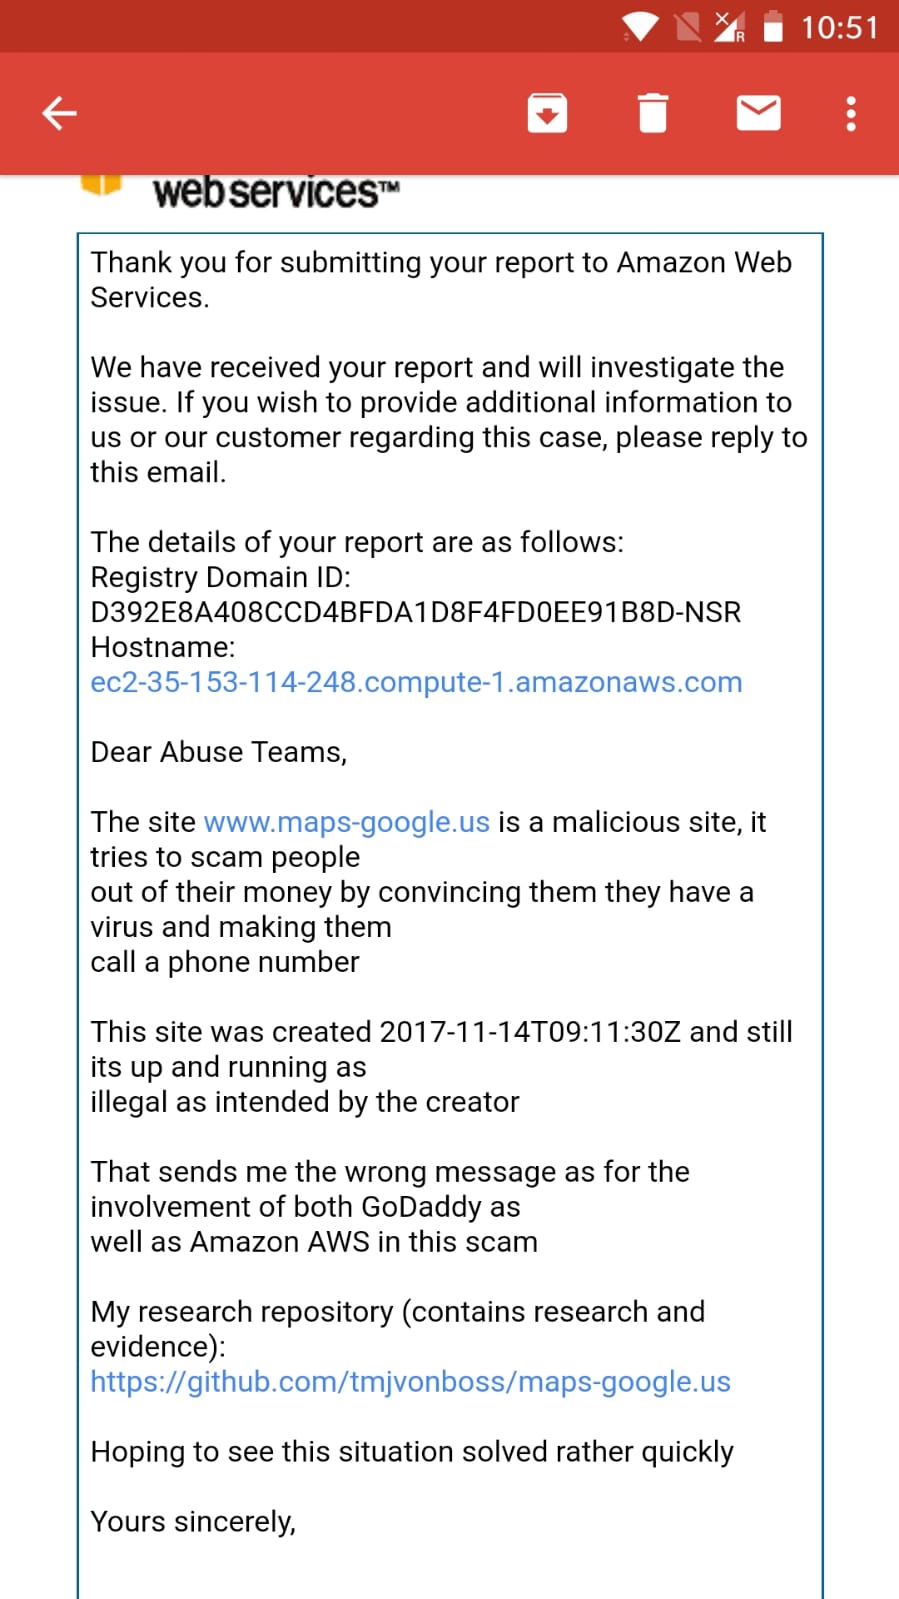 R 10:51
webservices™
Thank you for submitting your report to Amazon Web
Services.
We have received your report and will investigate the
issue. If you wish to provide additional information to
us or our customer regarding this case, please reply to
this email.
The details of your report are as follows:
Registry Domain ID:
D392E8A408CCD4BFDA1D8F4FD0EE91B8D-NSR
Hostname:
ec2-35-153-114-248.compute-1.amazonaws.com
Dear Abuse Teams,
The site www.maps-google.us is a malicious site, it
tries to scam people
out of their money by convincing them they have a
virus and making them
call a phone number
This site was created 2017-11-14T09:11:30Z and still
its up and running as
illegal as intended by the creator
That sends me the wrong message as for the
involvement of both GoDaddy as
well as Amazon AWS in this scam
My research repository (contains research and
evidence):
https://github.com/tmjvonboss/maps-google.us
Hoping to see this situation solved rather quickly
Yours sincerely,